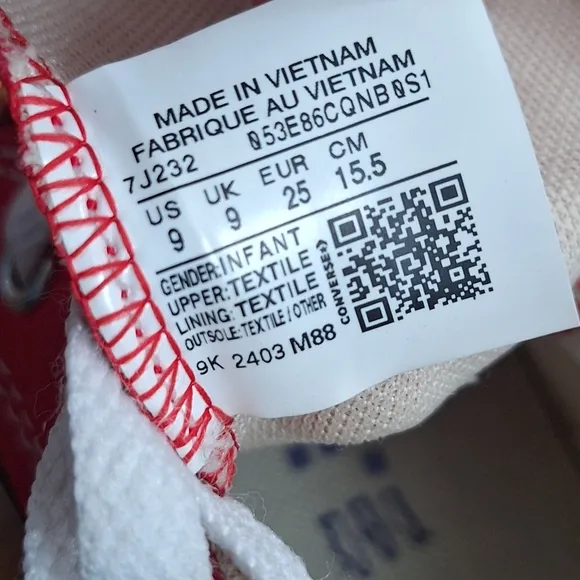 MADE IN VIETNAM
FABRIQUE AU VIETNAM
7J232 053E86CQNB0S1
US UK EUR CM
9 9 25 15.5
GENDER:INFANT
UPPER:TEXTILE
LINING:TEXTILE
OUTSOLE:TEXTILE/OTHER
CONVERSE
9K 2403 M88